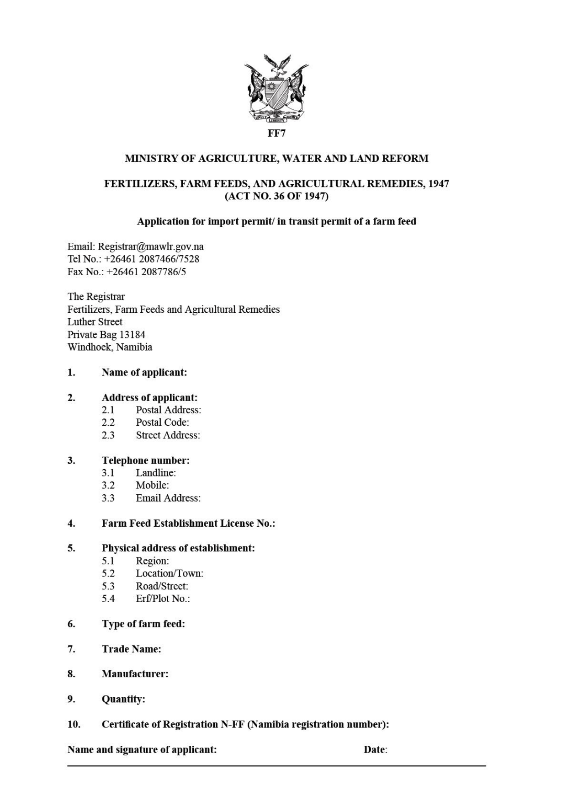 FF7
MINISTRY OF AGRICULTURE, WATER AND LAND REFORM
FERTILIZERS, FARM FEEDS, AND AGRICULTURAL REMEDIES, 1947
(ACT NO. 36 OF 1947)
Application for import permit/ in transit permit of a farm feed
Email: Registrar@mawlr.gov.na
Tel No.: +26461 2087466/7528
Fax No.: +26461 2087786/5
The Registrar
Fertilizers, Farm Feeds and Agricultural Remedies
Luther Street
Private Bag 13184
Windhoek, Namibia
1. Name of applicant:
2. Address of applicant:
2.1 Postal Address:
2.2 Postal Code:
2.3 Street Address:
3. Telephone number:
3.1 Landline:
3.2 Mobile:
3.3 Email Address:
4. Farm Feed Establishment License No.:
5. Physical address of establishment:
5.1 Region:
5.2 Location/Town:
5.3 Road/Street:
5.4 Erf/Plot No.:
6. Type of farm feed:
7. Trade Name:
8. Manufacturer:
9. Quantity:
10. Certificate of Registration N-FF (Namibia registration number):
Name and signature of applicant: Date: